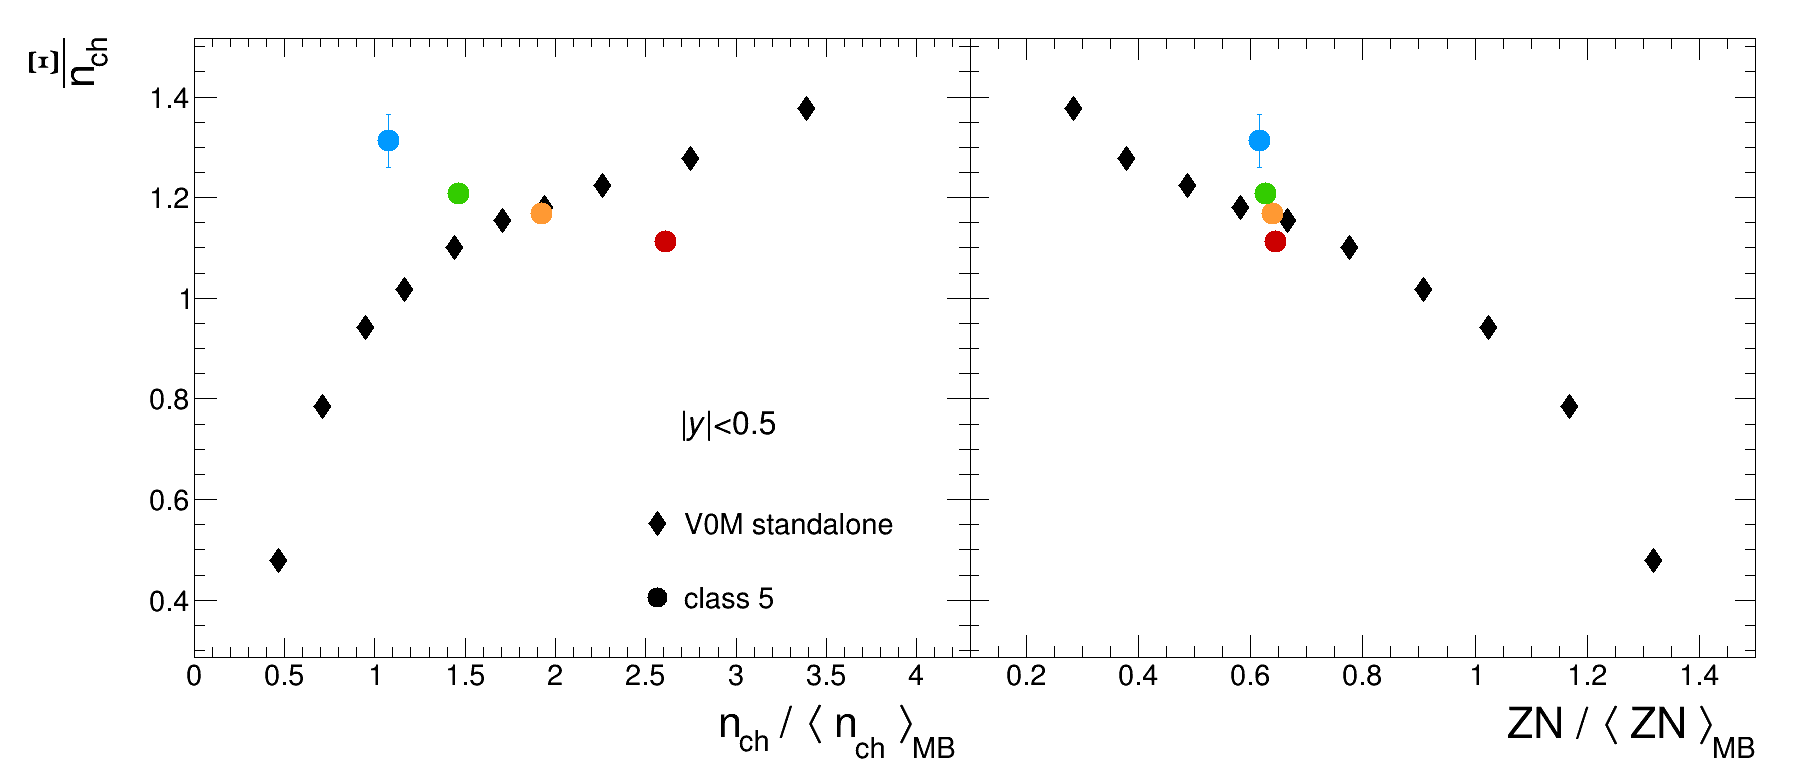 Ξ|n_ch
1.4
1.2
1
0.8
0.6
0.4
|y|<0.5
V0M standalone
class 5
0 0.5 1 1.5 2 2.5 3 3.5 4
0.2 0.4 0.6 0.8 1 1.2 1.4
n_ch / ⟨ n_ch ⟩_MB
ZN / ⟨ ZN ⟩_MB